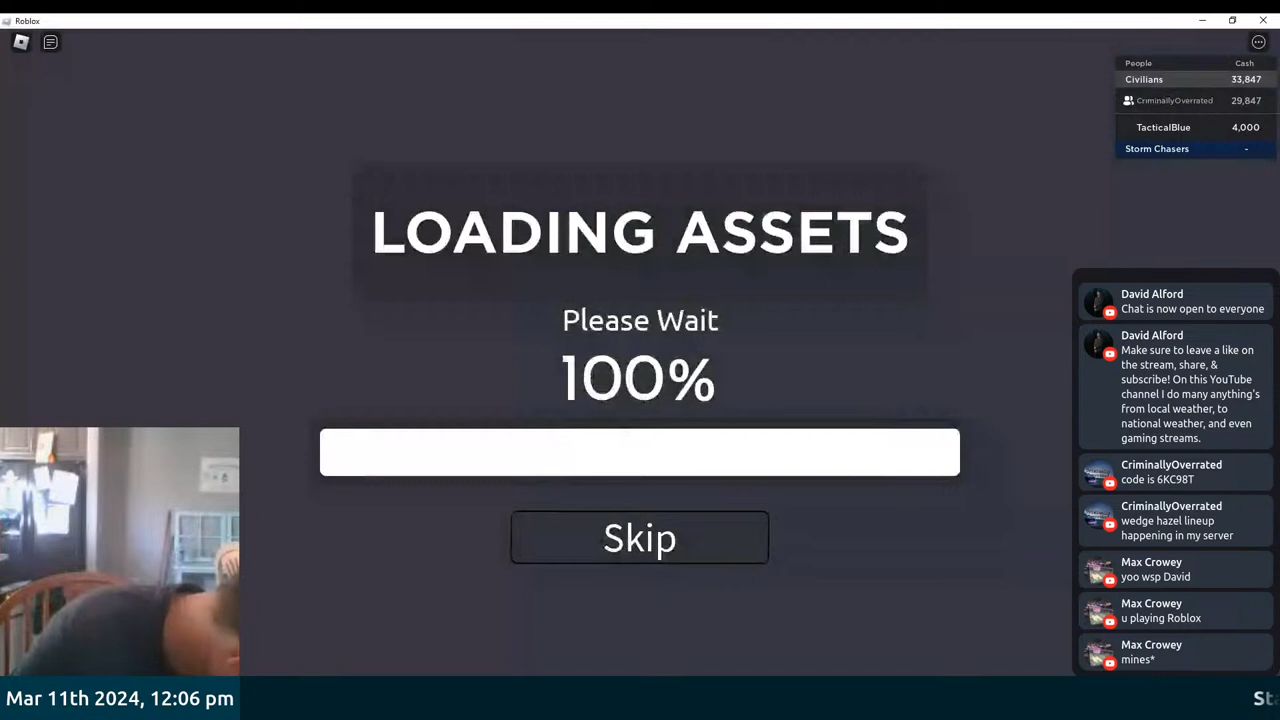 Roblox
People Cash
Civilians 33,847
CriminallyOverrated 29,847
TacticalBlue 4,000
Storm Chasers -
LOADING ASSETS
Please Wait
100%
Skip
David Alford
Chat is now open to everyone
David Alford
Make sure to leave a like on
the stream, share, &
subscribe! On this YouTube
channel I do many anything's
from local weather, to
national weather, and even
gaming streams.
CriminallyOverrated
code is 6KC98T
CriminallyOverrated
wedge hazel lineup
happening in my server
Max Crowey
yoo wsp David
Max Crowey
u playing Roblox
Max Crowey
mines*
Mar 11th 2024, 12:06 pm